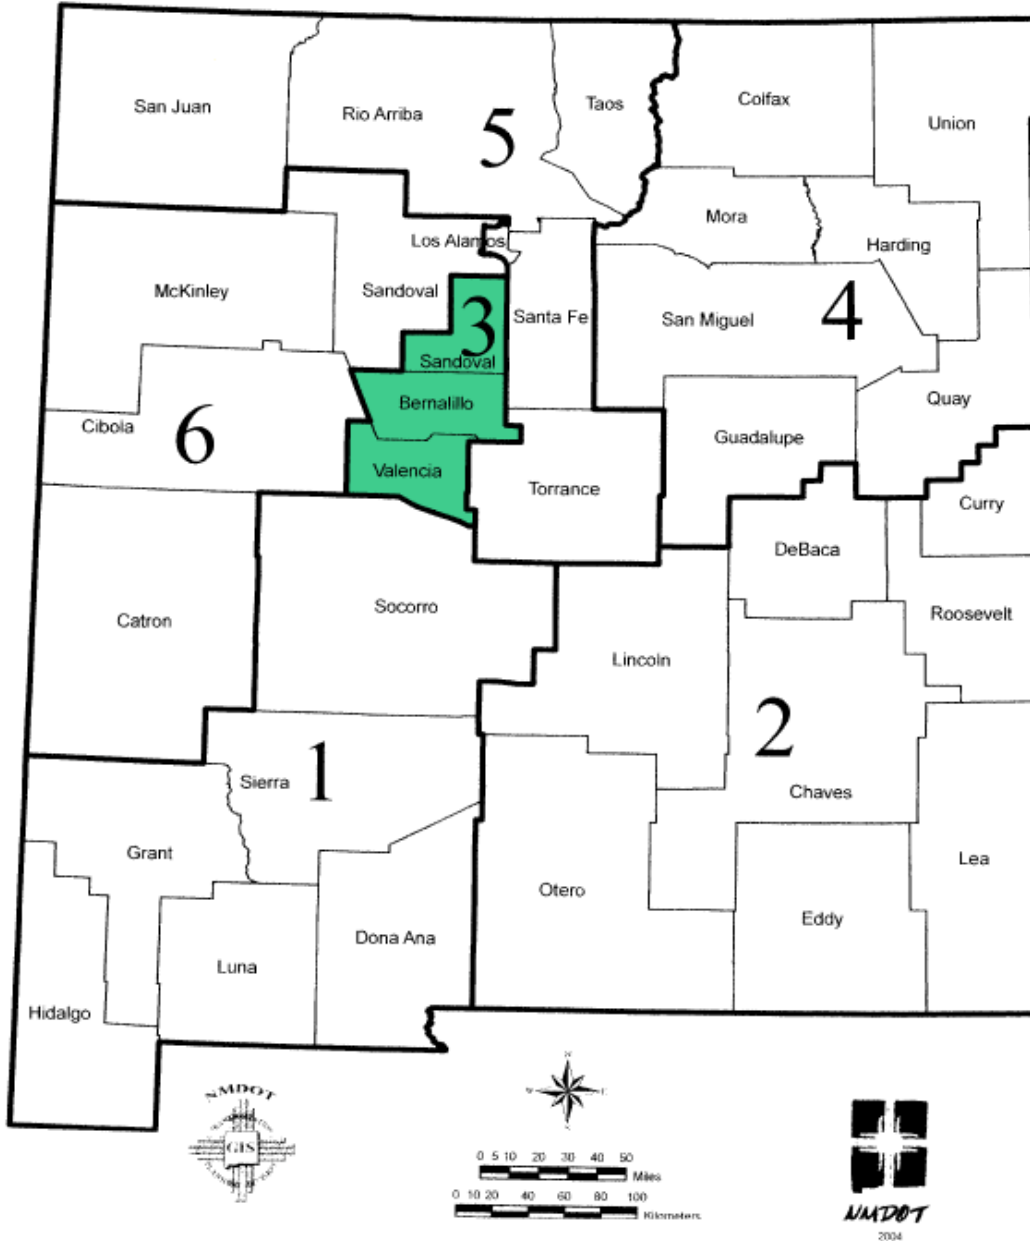 San Juan
Rio Arriba
5
Taos
Colfax
Union
Mora
Harding
Los Alamos
McKinley
Sandoval
3
Santa Fe
San Miguel
4
Sandoval
Bernalillo
Quay
Cibola
6
Guadalupe
Valencia
Torrance
Curry
DeBaca
Catron
Socorro
Roosevelt
Lincoln
2
Sierra
1
Chaves
Grant
Lea
Otero
Eddy
Dona Ana
Luna
Hidalgo
NMDOT
GIS
0 5 10 20 30 40 50
Miles
0 10 20 40 60 80 100
Kilometers
NMDOT
2004